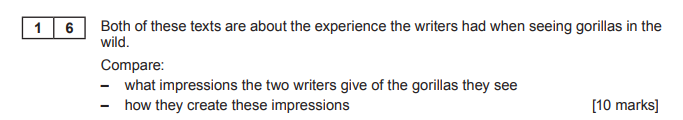 1 6 Both of these texts are about the experience the writers had when seeing gorillas in the
wild.
Compare:
– what impressions the two writers give of the gorillas they see
– how they create these impressions [10 marks]